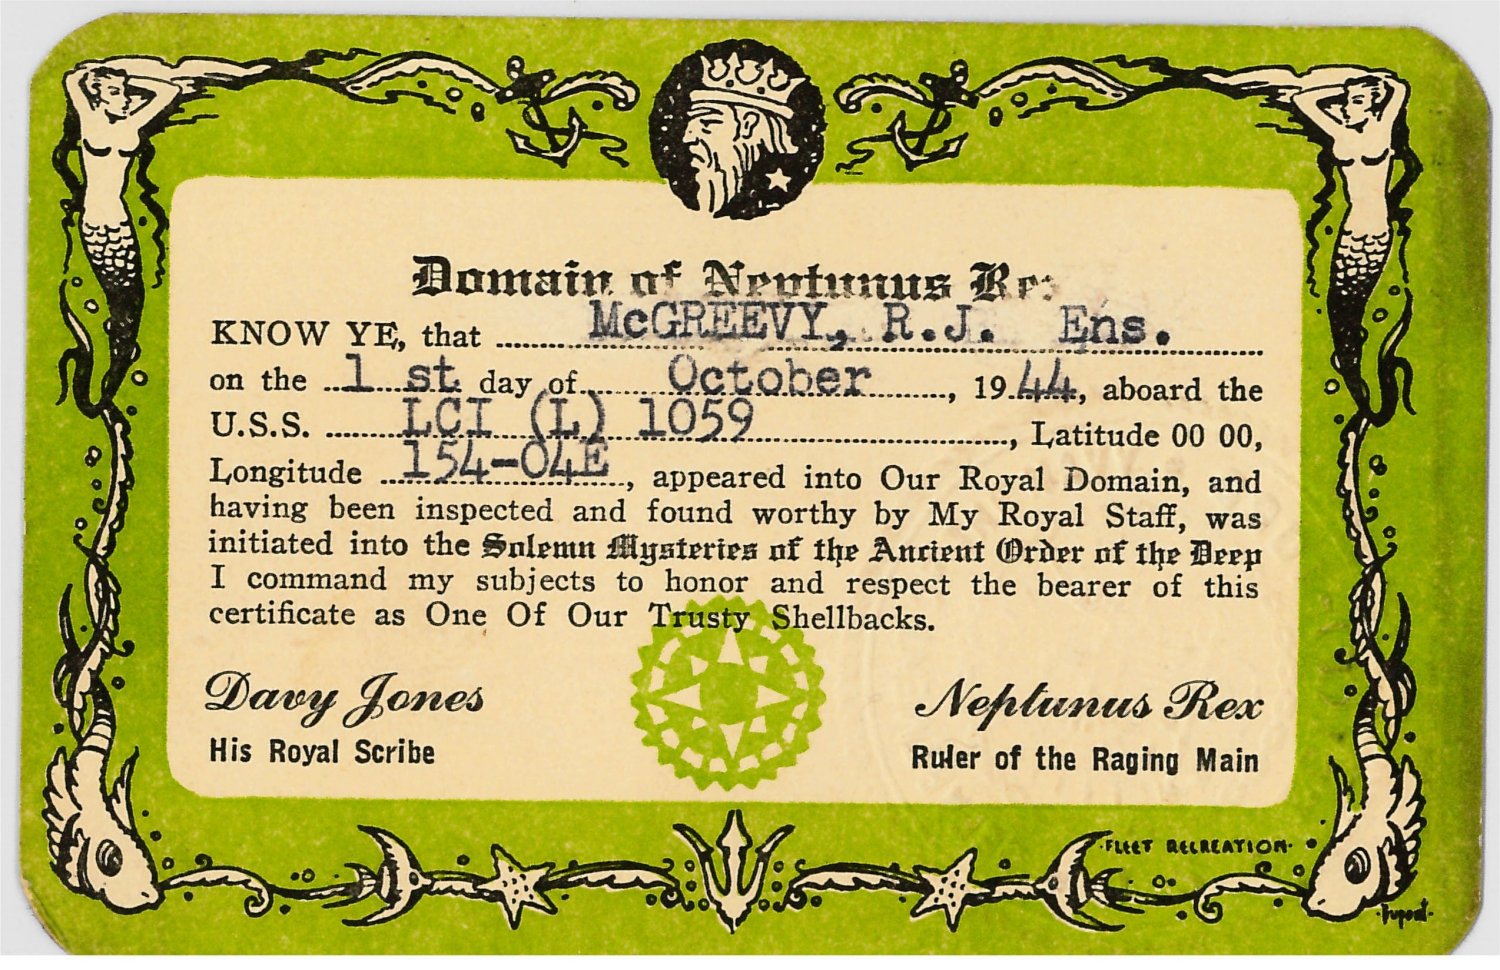 Domain of Neptunus Rex
KNOW YE, that McGREEVY, R.J. Ens.
on the 1 st day of October, 1944, aboard the
U.S.S. LCI (L) 1059, Latitude 00 00,
Longitude 154-04E, appeared into Our Royal Domain, and
having been inspected and found worthy by My Royal Staff, was
initiated into the Solemn Mysteries of the Ancient Order of the Deep
I command my subjects to honor and respect the bearer of this
certificate as One Of Our Trusty Shellbacks.
Davy Jones
His Royal Scribe
Neptunus Rex
Ruler of the Raging Main
·FLEET RECREATION·